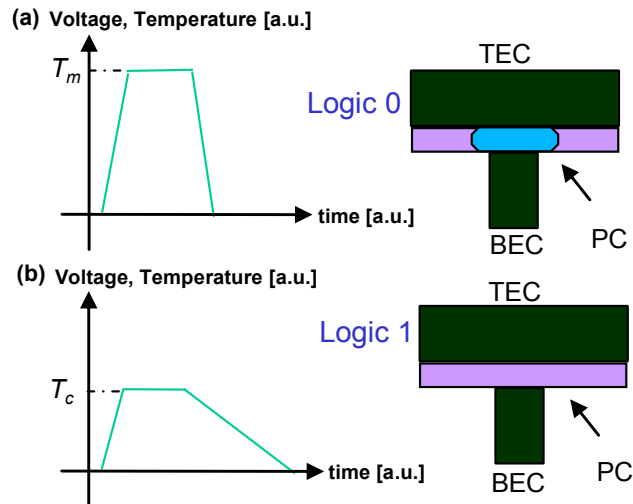 (a) Voltage, Temperature [a.u.]
Tm
time [a.u.]
TEC
Logic 0
BEC
PC
(b) Voltage, Temperature [a.u.]
Tc
time [a.u.]
TEC
Logic 1
BEC
PC